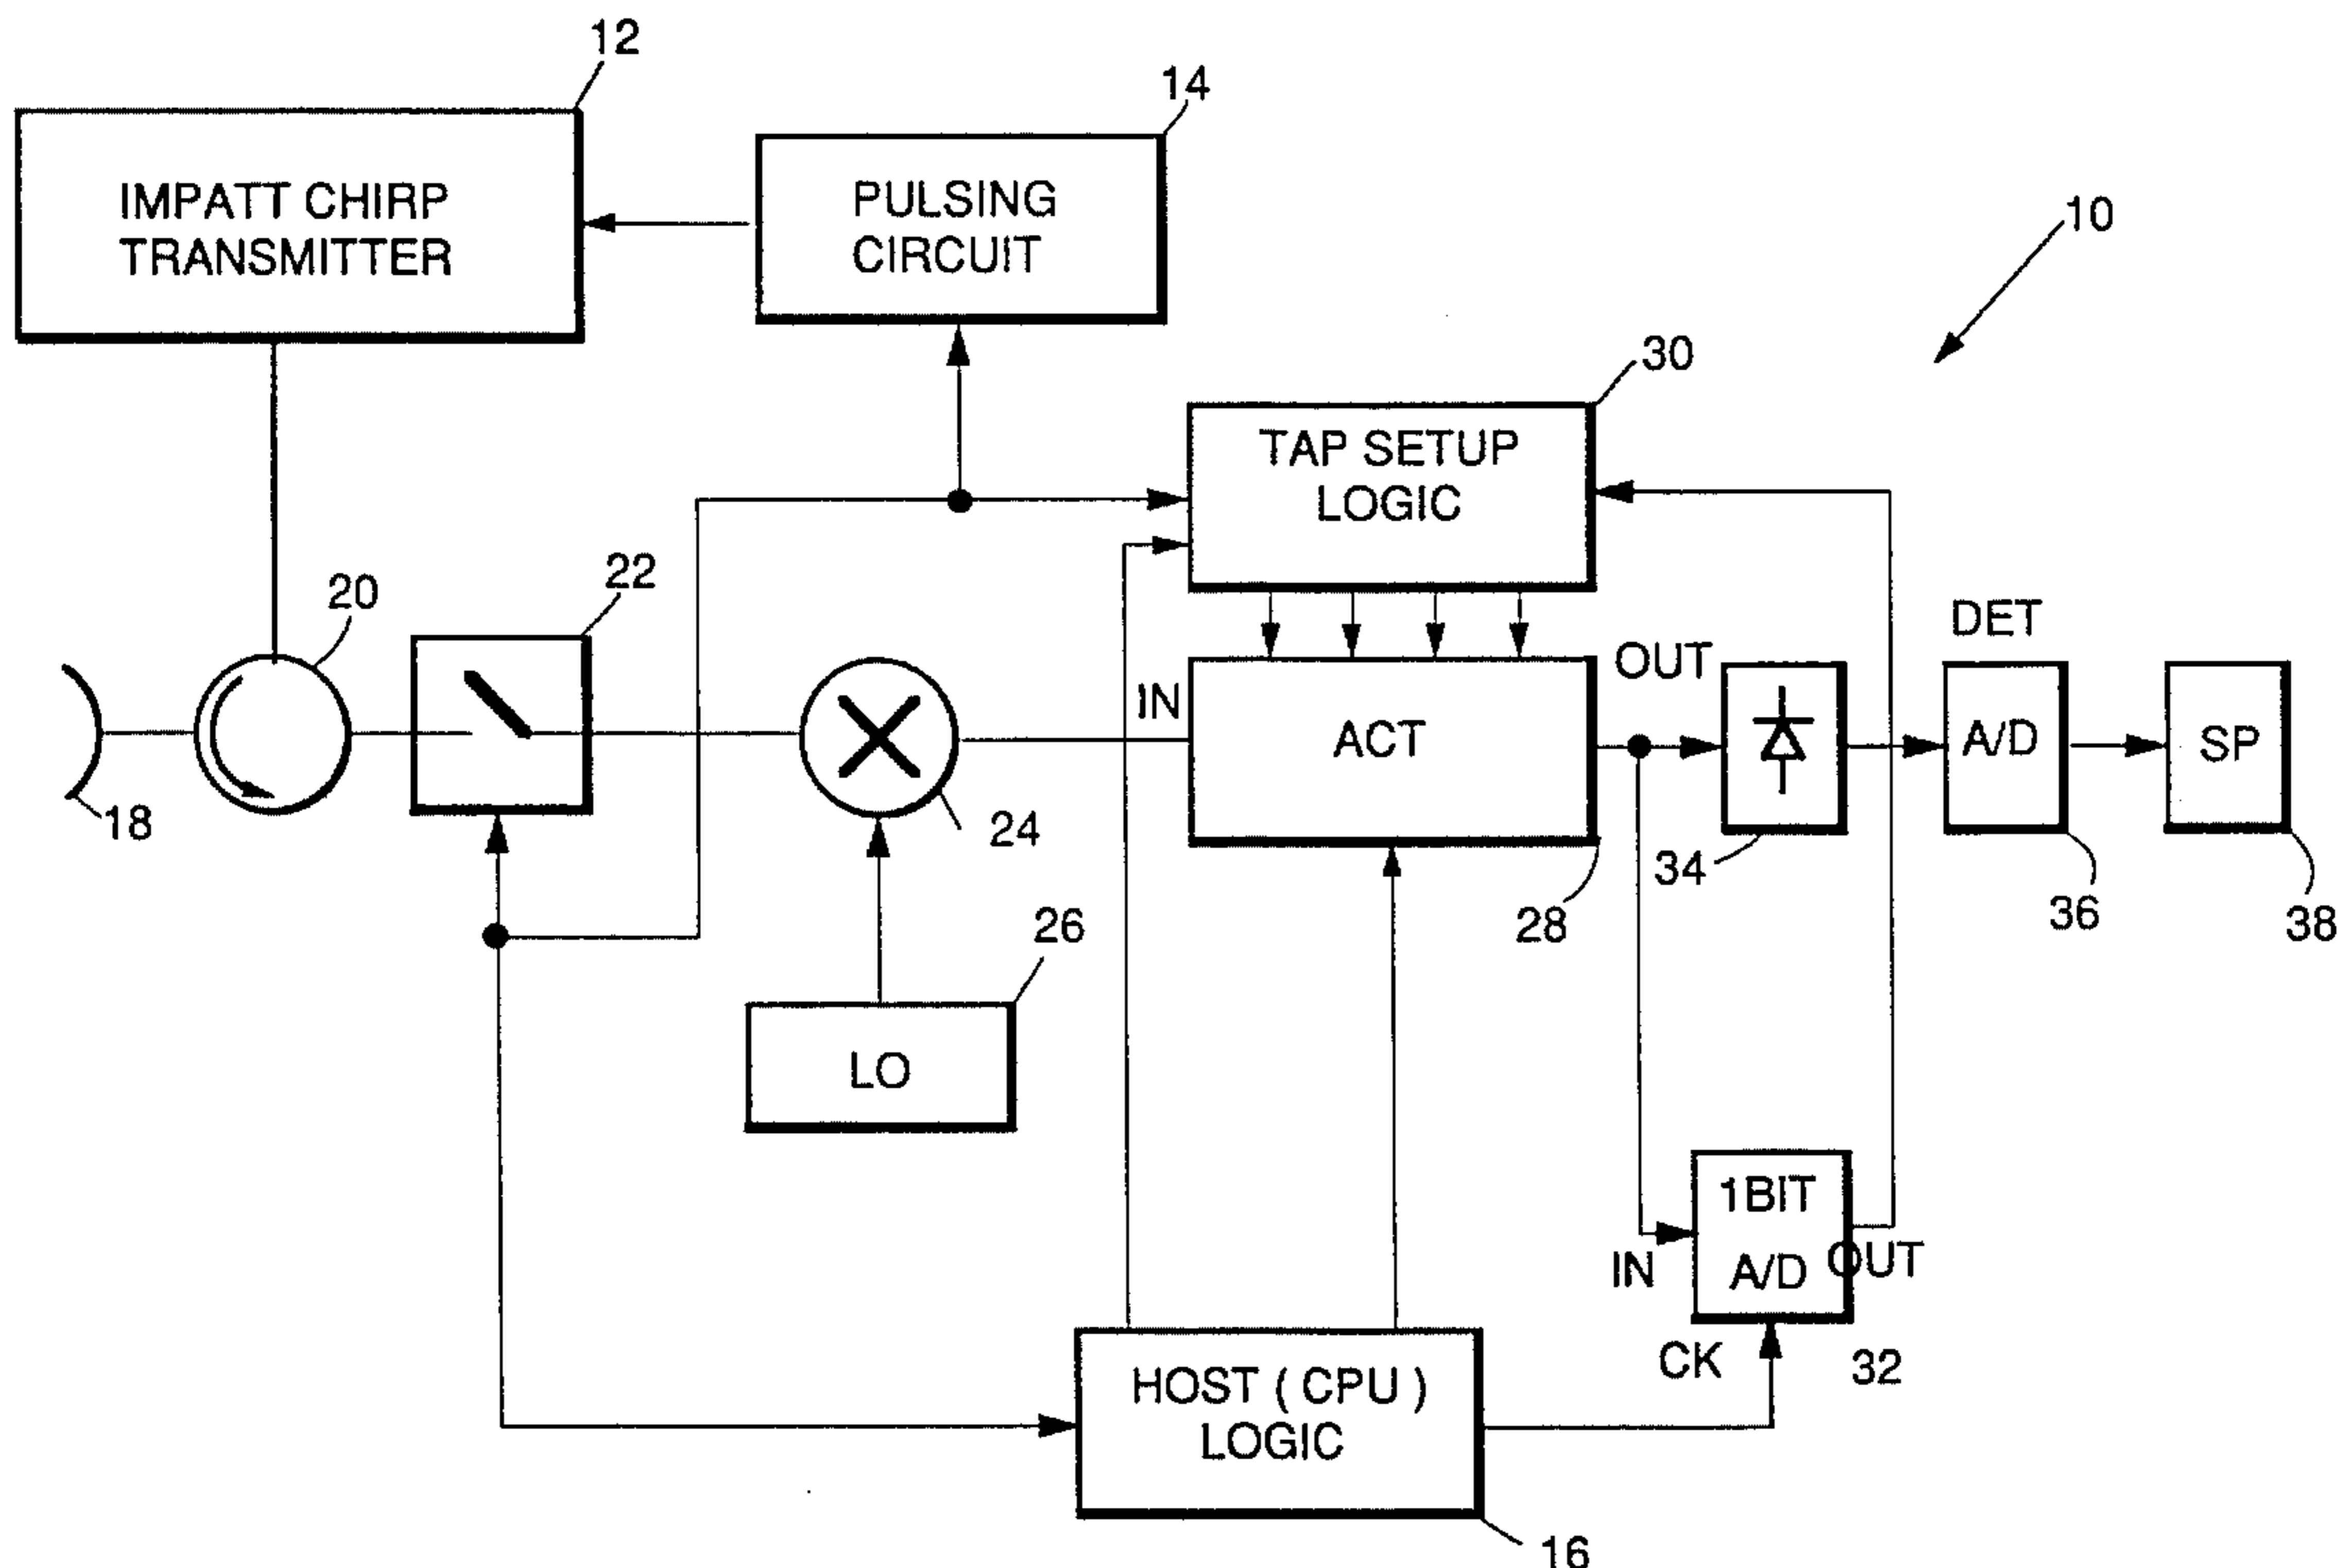 12
14
IMPATT CHIRP
TRANSMITTER
PULSING
CIRCUIT
10
30
TAP SETUP
LOGIC
20
22
DET
OUT
IN
ACT
A/D
SP
18
24
34
28
36
38
26
LO
1BIT
A/D
IN
OUT
CK
32
HOST ( CPU )
LOGIC
16